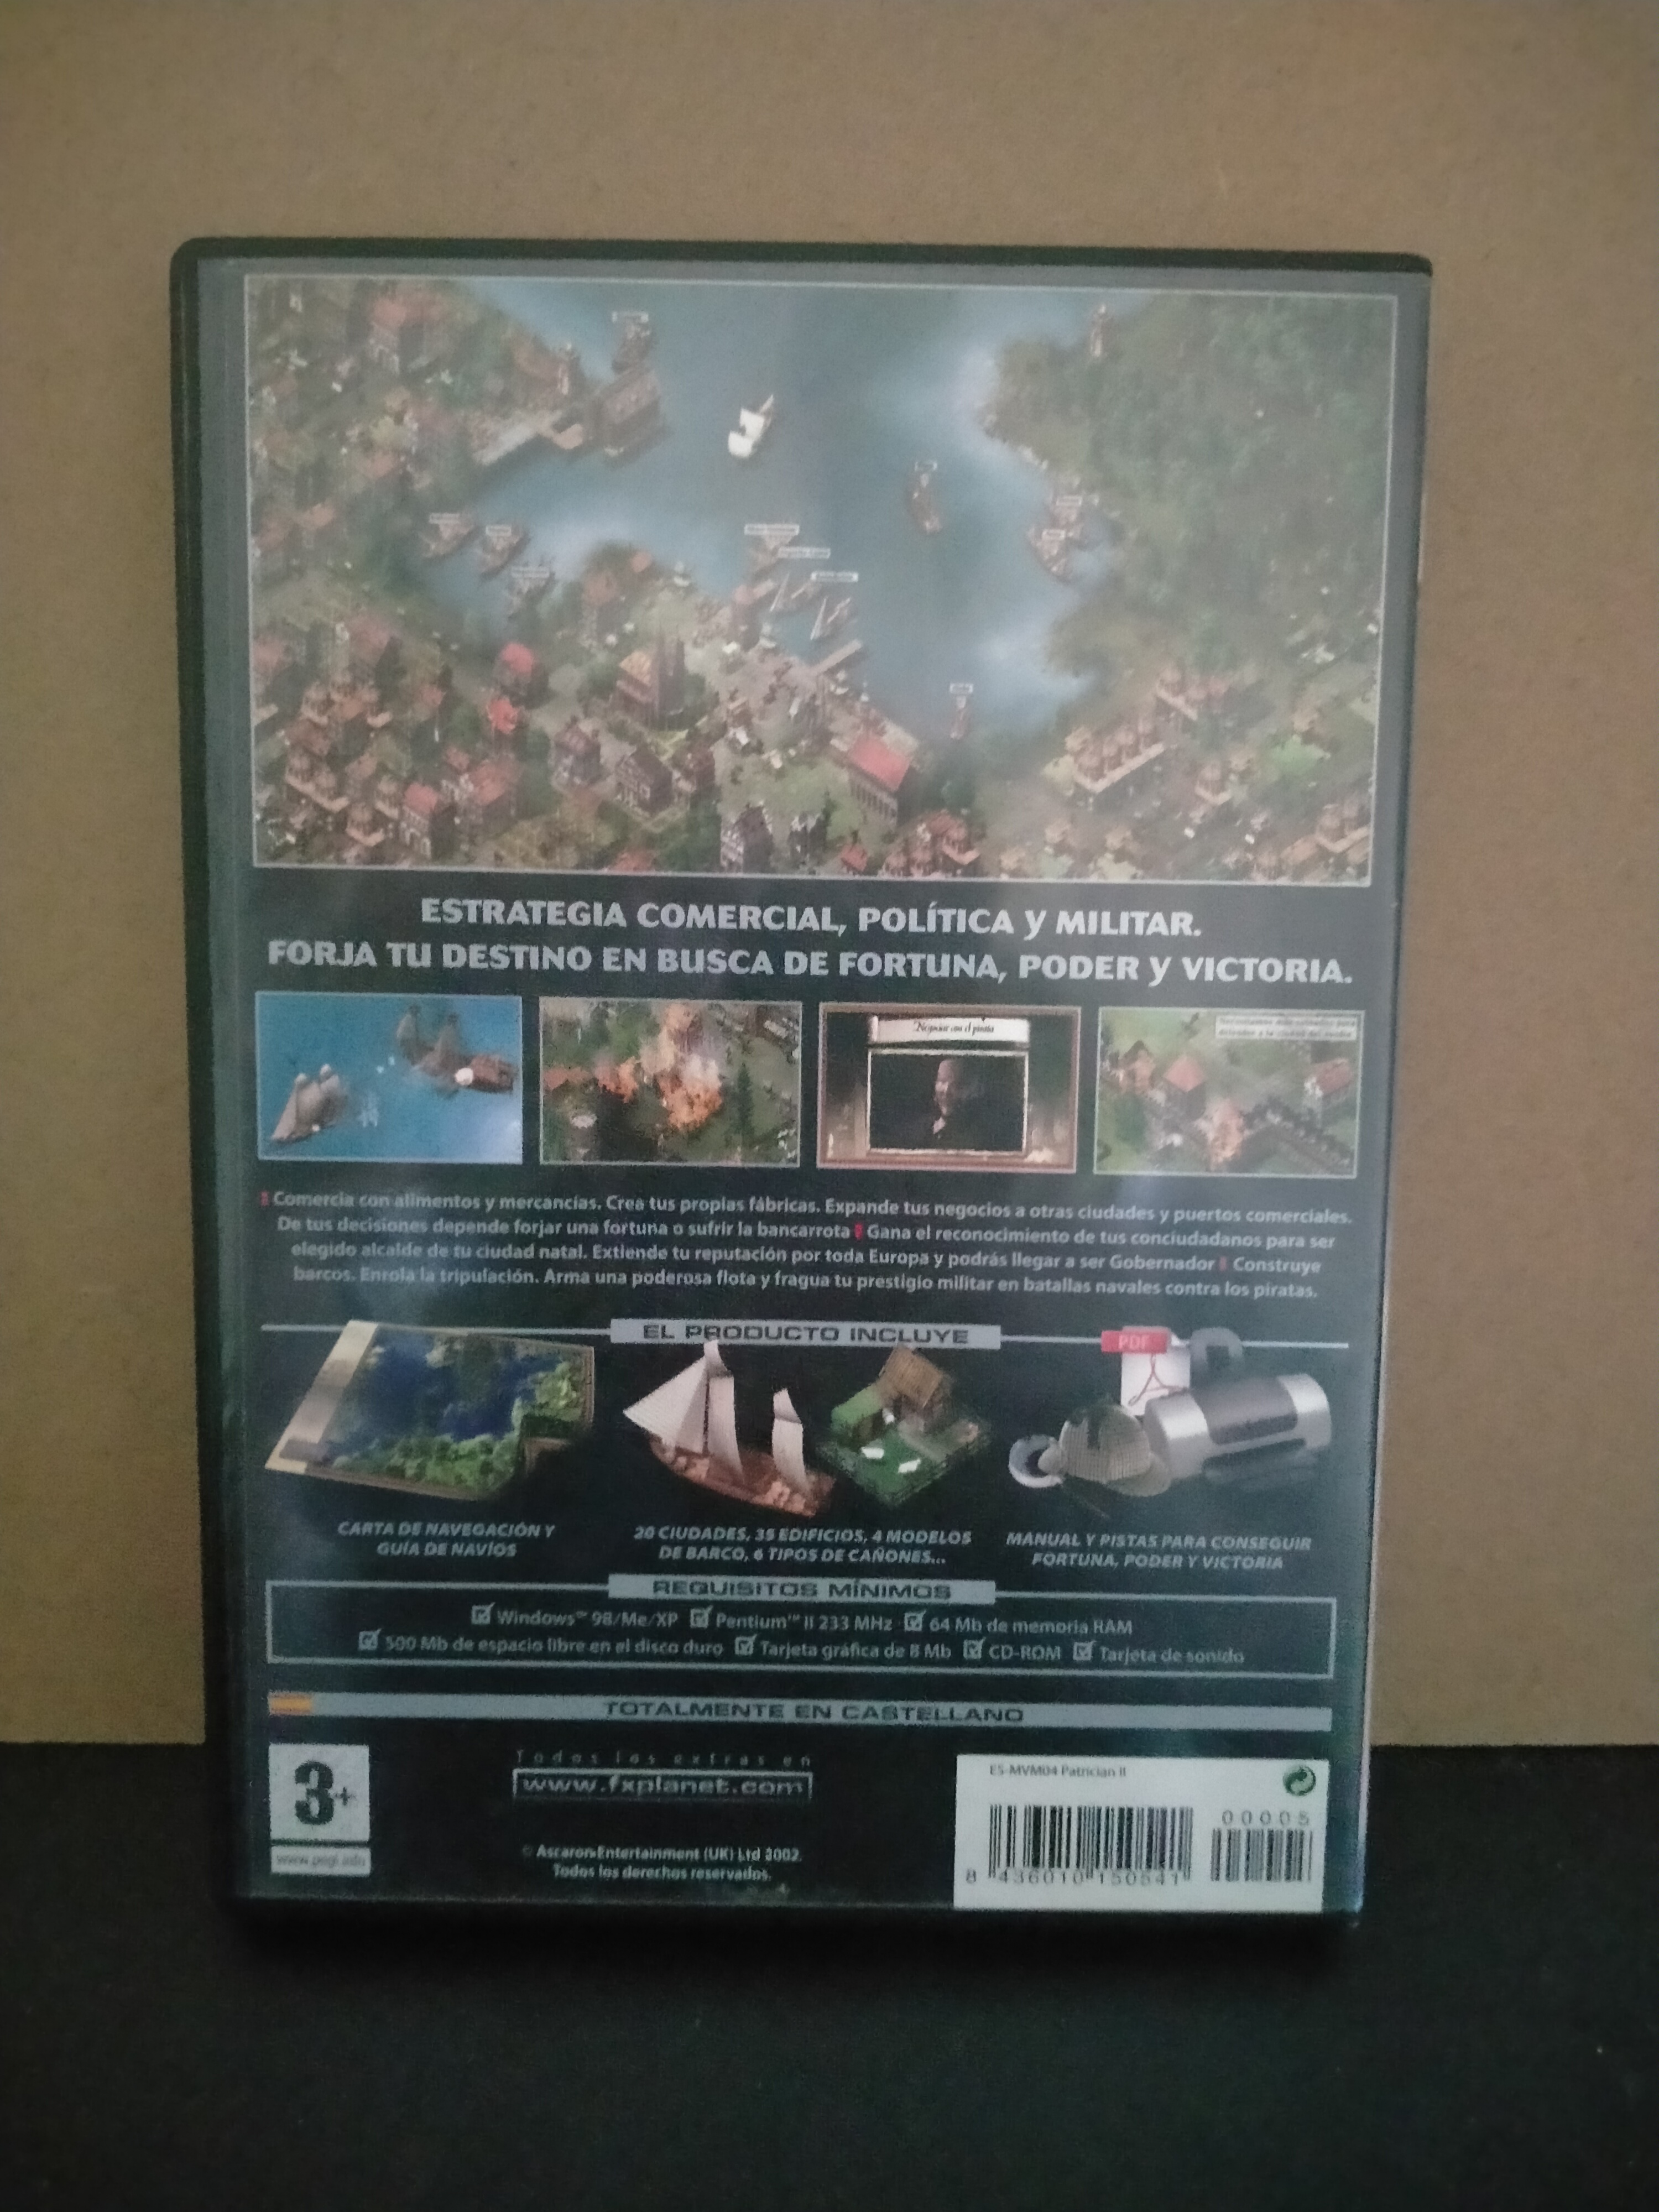 ESTRATEGIA COMERCIAL, POLÍTICA y MILITAR.
FORJA TU DESTINO EN BUSCA DE FORTUNA, PODER y VICTORIA.
Negociar con el pirata
Comercia con alimentos y mercancías. Crea tus propias fábricas. Expande tus negocios a otras ciudades y puertos comerciales.
De tus decisiones depende forjar una fortuna o sufrir la bancarrota Gana el reconocimiento de tus conciudadanos para ser
elegido alcalde de tu ciudad natal. Extiende tu reputación por toda Europa y podrás llegar a ser Gobernador Construye
barcos. Enrola la tripulación. Arma una poderosa flota y fragua tu prestigio militar en batallas navales contra los piratas.
EL PRODUCTO INCLUYE
PDF
CARTA DE NAVEGACIÓN Y
GUÍA DE NAVÍOS
20 CIUDADES, 35 EDIFICIOS, 4 MODELOS
DE BARCO, 6 TIPOS DE CAÑONES...
MANUAL Y PISTAS PARA CONSEGUIR
FORTUNA, PODER Y VICTORIA
REQUISITOS MÍNIMOS
Windows™ 98/Me/XP Pentium™ II 233 MHz 64 Mb de memoria RAM
500 Mb de espacio libre en el disco duro Tarjeta gráfica de 8 Mb CD-ROM Tarjeta de sonido
TOTALMENTE EN CASTELLANO
3+
www.pegi.info
Todos los extras en
www.fxplanet.com
© Ascaron Entertainment (UK) Ltd 2002.
Todos los derechos reservados.
ES-MVM04 Patrician II
00005
8 436010 150541